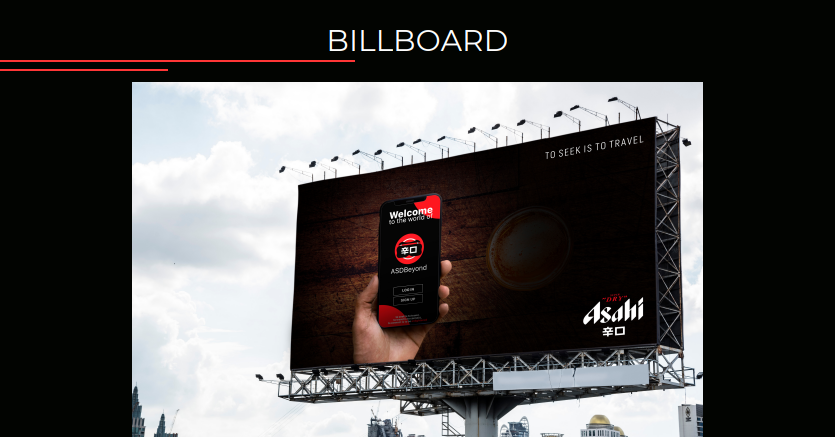 BILLBOARD
TO SEEK IS TO TRAVEL
Welcome
to the world of
辛口
ASDBeyond
LOG IN
SIGN UP
DRY
Asahi
辛口